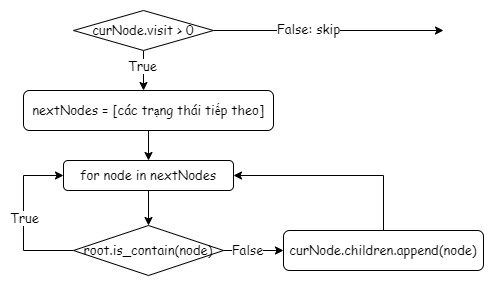 curNode.visit > 0
False: skip
True
nextNodes = [các trạng thái tiếp theo]
for node in nextNodes
True
root.is_contain(node)
False
curNode.children.append(node)